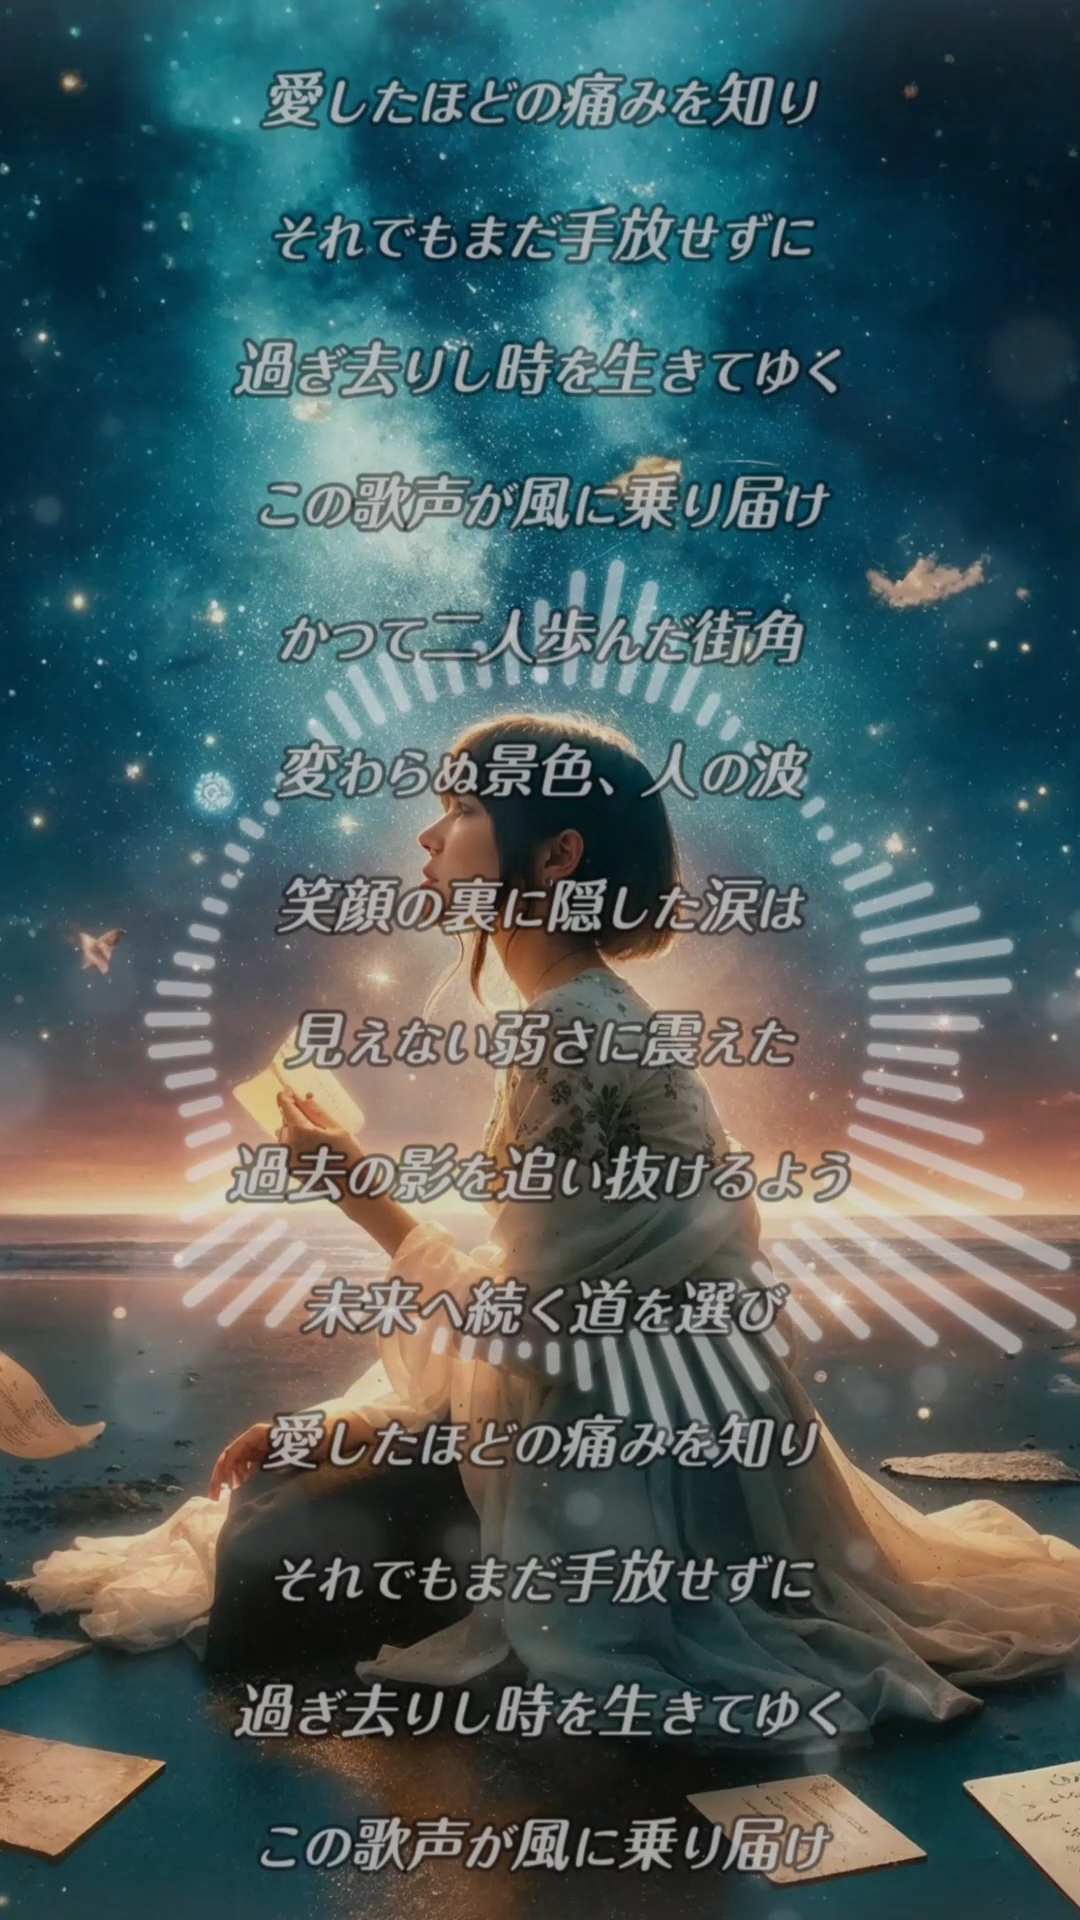 愛したほどの痛みを知り
それでもまだ手放せずに
過ぎ去りし時を生きてゆく
この歌声が風に乗り届け
かつて二人歩んだ街角
変わらぬ景色、人の波
笑顔の裏に隠した涙は
見えない弱さに震えた
過去の影を追い抜けるよう
未来へ続く道を選び
愛したほどの痛みを知り
それでもまだ手放せずに
過ぎ去りし時を生きてゆく
この歌声が風に乗り届け